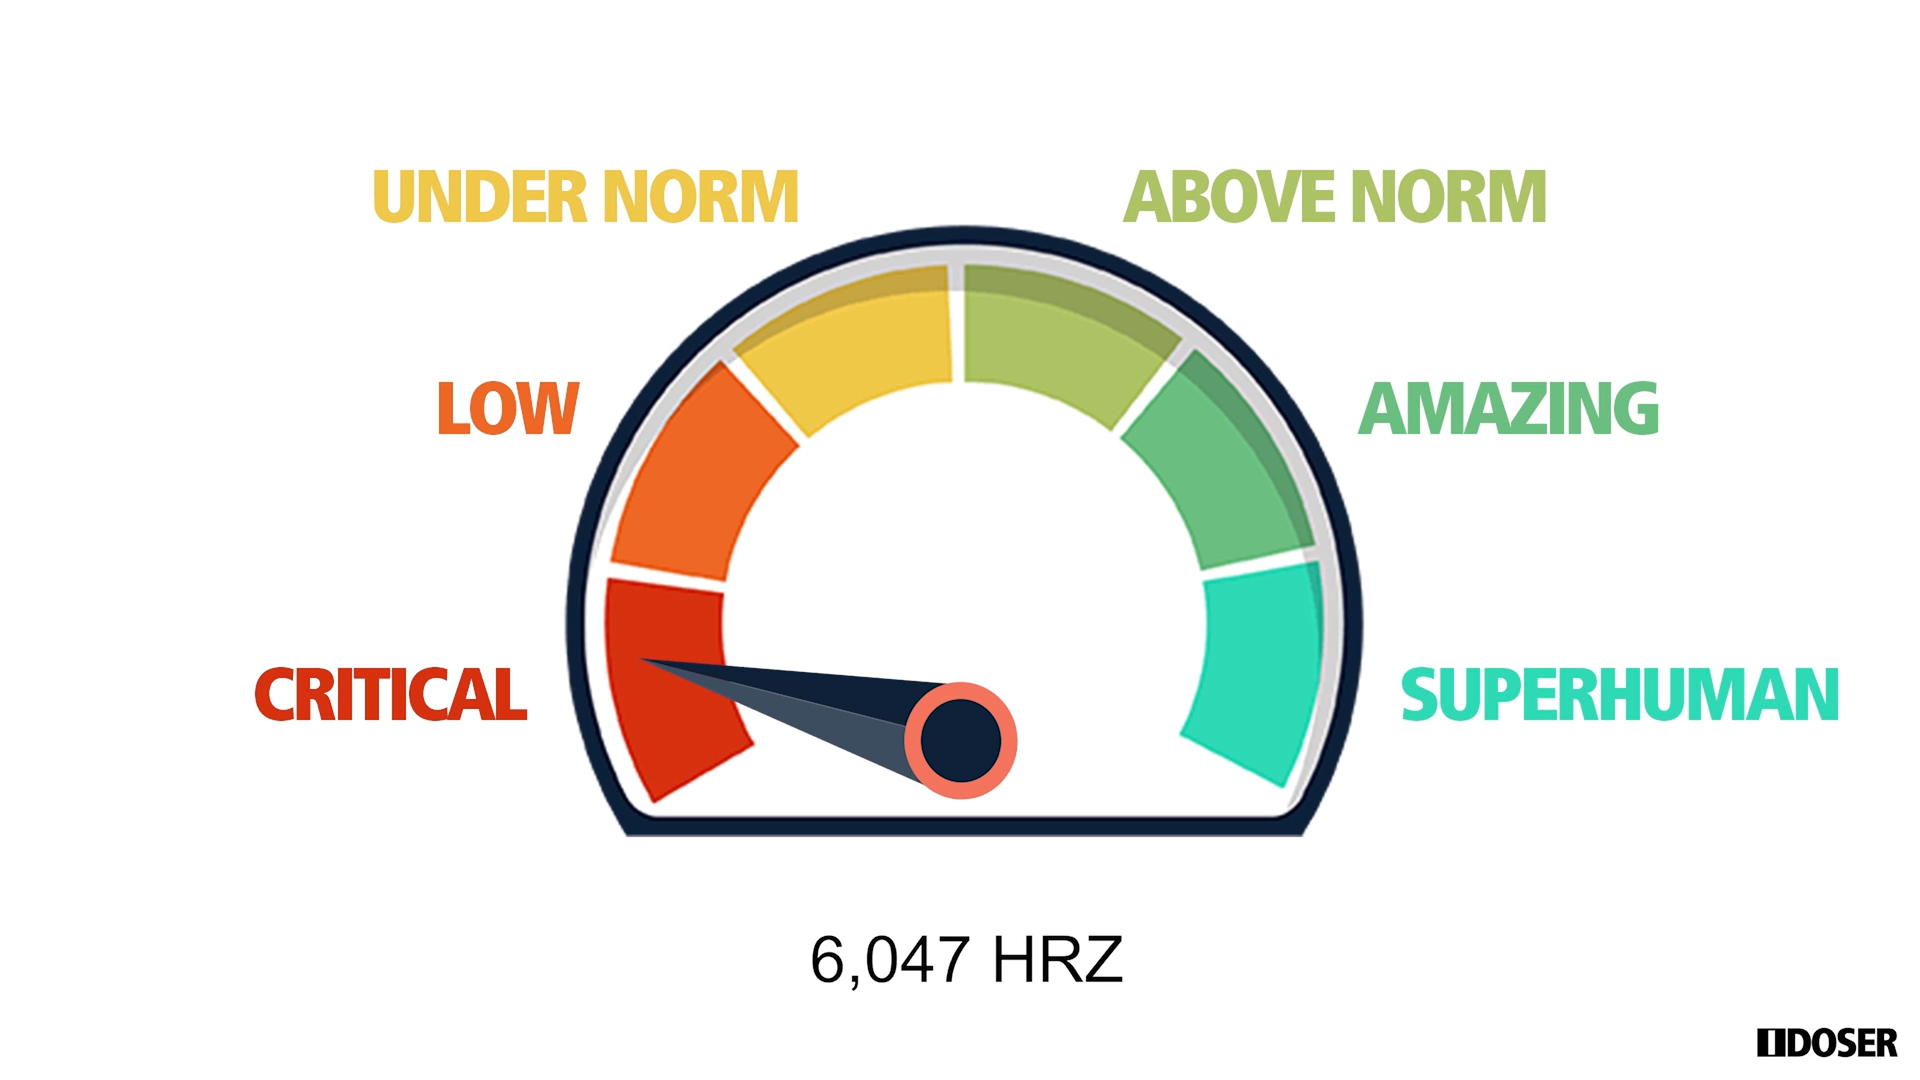 UNDER NORM
ABOVE NORM
LOW
AMAZING
CRITICAL
SUPERHUMAN
6,047 HRZ
iDOSER